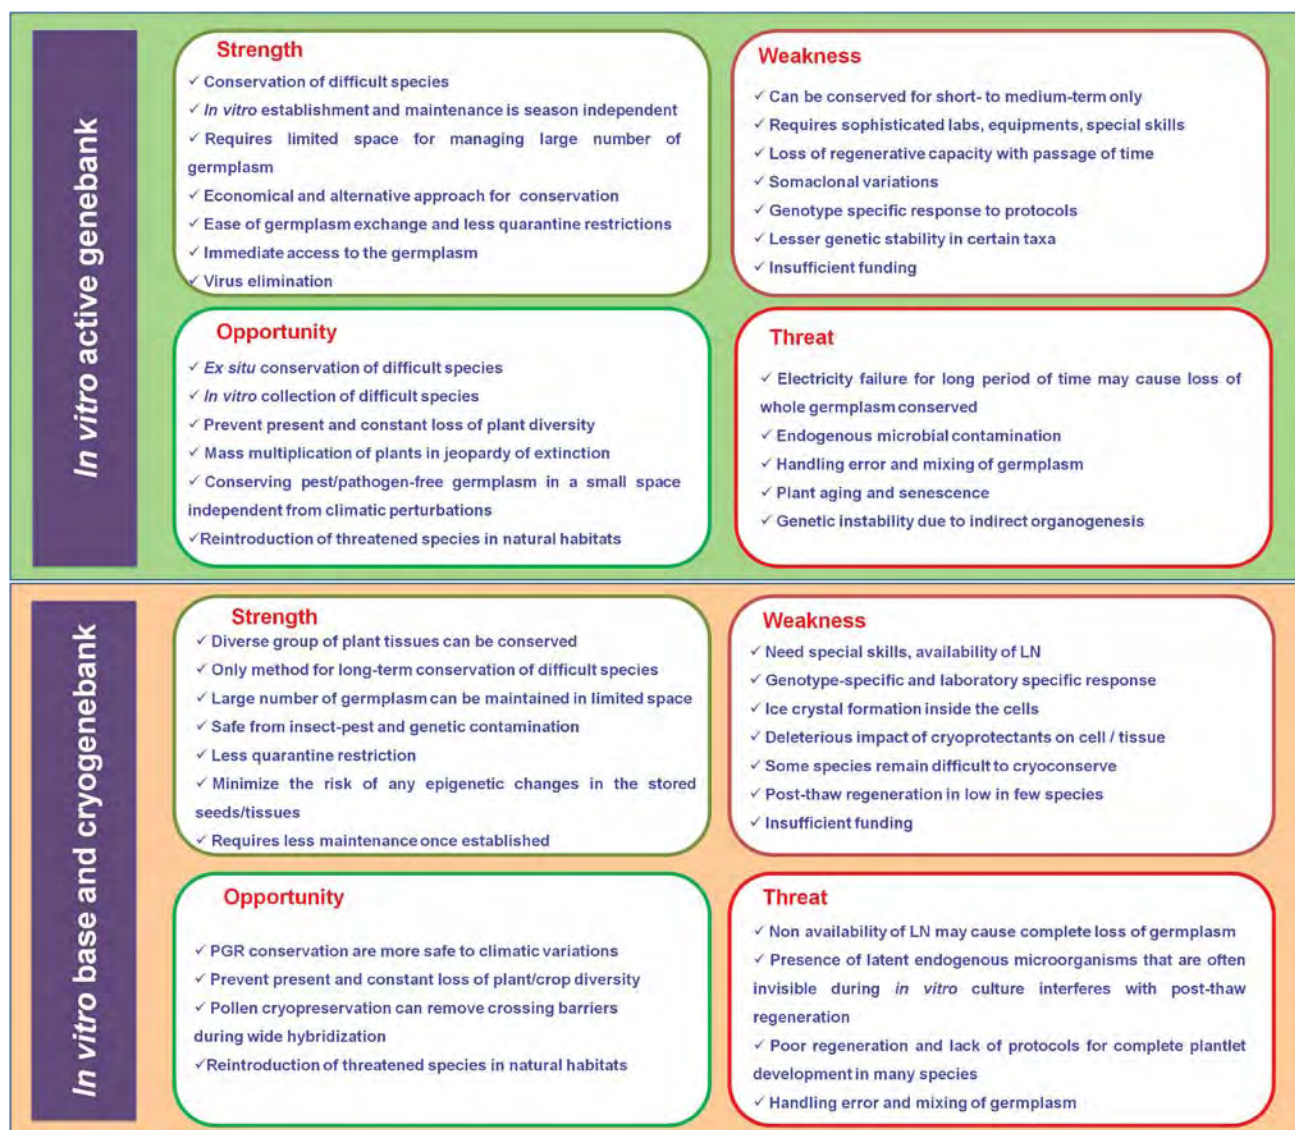 In vitro active genebank
Strength
✓ Conservation of difficult species
✓ In vitro establishment and maintenance is season independent
✓ Requires limited space for managing large number of
germplasm
✓ Economical and alternative approach for conservation
✓ Ease of germplasm exchange and less quarantine restrictions
✓ Immediate access to the germplasm
✓ Virus elimination
Weakness
✓ Can be conserved for short- to medium-term only
✓ Requires sophisticated labs, equipments, special skills
✓ Loss of regenerative capacity with passage of time
✓ Somaclonal variations
✓ Genotype specific response to protocols
✓ Lesser genetic stability in certain taxa
✓ Insufficient funding
Opportunity
✓ Ex situ conservation of difficult species
✓ In vitro collection of difficult species
✓ Prevent present and constant loss of plant diversity
✓ Mass multiplication of plants in jeopardy of extinction
✓ Conserving pest/pathogen-free germplasm in a small space
independent from climatic perturbations
✓Reintroduction of threatened species in natural habitats
Threat
✓ Electricity failure for long period of time may cause loss of
whole germplasm conserved
✓ Endogenous microbial contamination
✓ Handling error and mixing of germplasm
✓ Plant aging and senescence
✓ Genetic instability due to indirect organogenesis
In vitro base and cryogenebank
Strength
✓ Diverse group of plant tissues can be conserved
✓ Only method for long-term conservation of difficult species
✓ Large number of germplasm can be maintained in limited space
✓ Safe from insect-pest and genetic contamination
✓ Less quarantine restriction
✓ Minimize the risk of any epigenetic changes in the stored
seeds/tissues
✓ Requires less maintenance once established
Weakness
✓ Need special skills, availability of LN
✓ Genotype-specific and laboratory specific response
✓ Ice crystal formation inside the cells
✓ Deleterious impact of cryoprotectants on cell / tissue
✓ Some species remain difficult to cryoconserve
✓ Post-thaw regeneration in low in few species
✓ Insufficient funding
Opportunity
✓ PGR conservation are more safe to climatic variations
✓ Prevent present and constant loss of plant/crop diversity
✓ Pollen cryopreservation can remove crossing barriers
during wide hybridization
✓Reintroduction of threatened species in natural habitats
Threat
✓ Non availability of LN may cause complete loss of germplasm
✓ Presence of latent endogenous microorganisms that are often
invisible during in vitro culture interferes with post-thaw
regeneration
✓ Poor regeneration and lack of protocols for complete plantlet
development in many species
✓ Handling error and mixing of germplasm